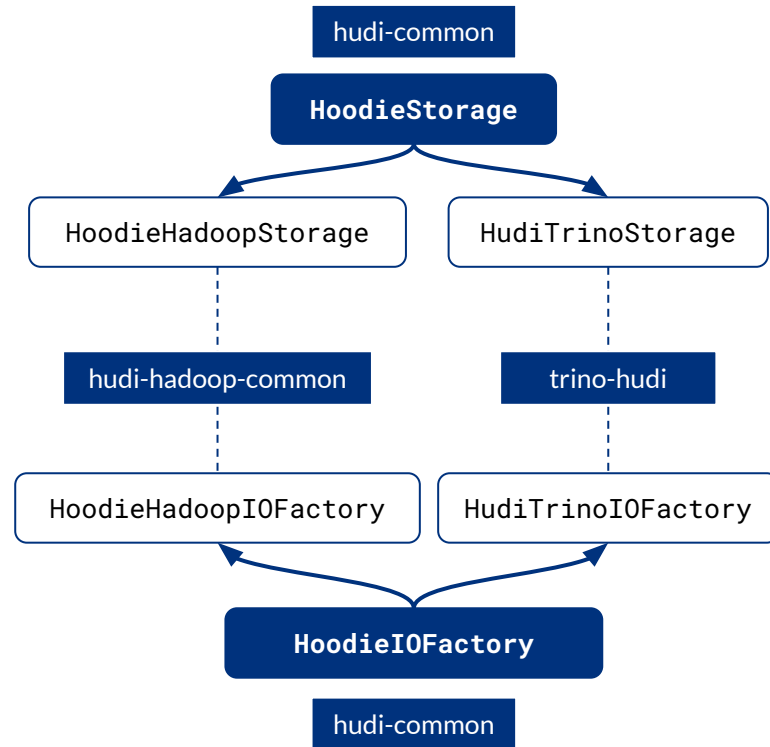 hudi-common
HoodieStorage
HoodieHadoopStorage
HudiTrinoStorage
hudi-hadoop-common
trino-hudi
HoodieHadoopIOFactory
HudiTrinoIOFactory
HoodieIOFactory
hudi-common